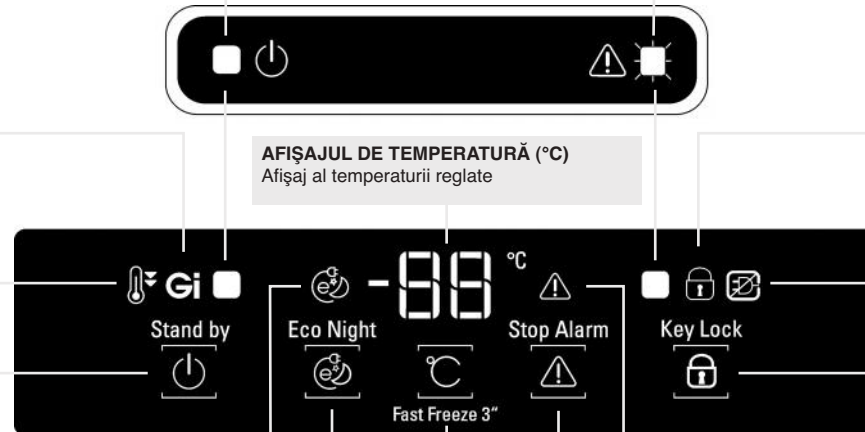 AFIŞAJUL DE TEMPERATURĂ (°C)
Afişaj al temperaturii reglate
Gi
-88 °C
Stand by
Eco Night
Stop Alarm
Key Lock
e
e
°C
Fast Freeze 3“